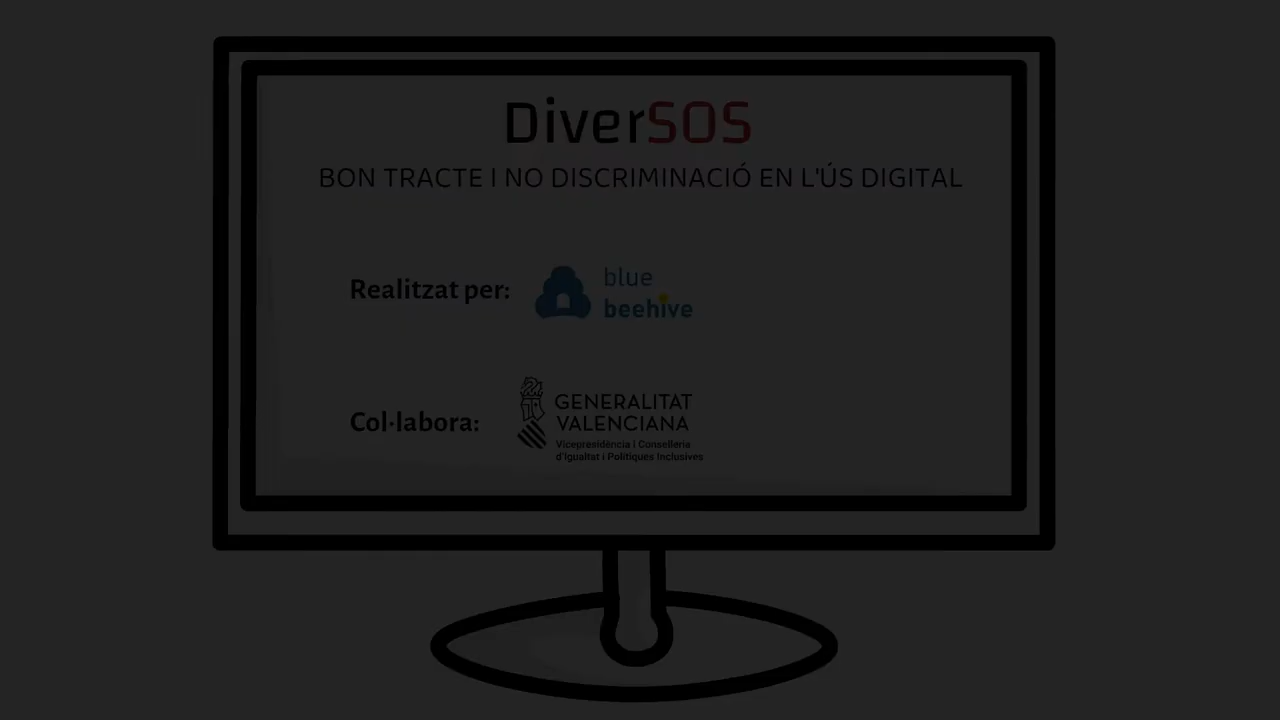 DiverSOS
BON TRACTE I NO DISCRIMINACIÓ EN L'ÚS DIGITAL
Realitzat per:
blue
beehive
Col·labora:
GENERALITAT
VALENCIANA
Vicepresidència i Conselleria
d'Igualtat i Polítiques Inclusives